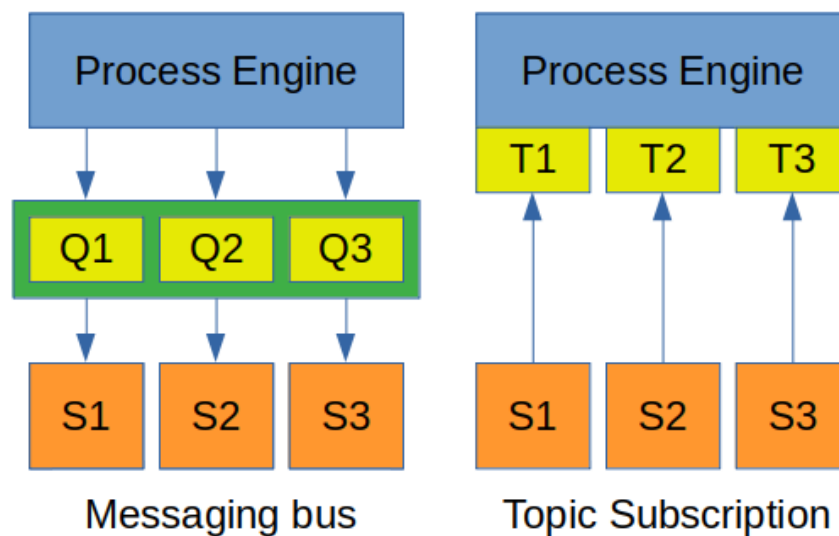 Process Engine
Q1 Q2 Q3
S1 S2 S3
Messaging bus
Process Engine
T1 T2 T3
S1 S2 S3
Topic Subscription